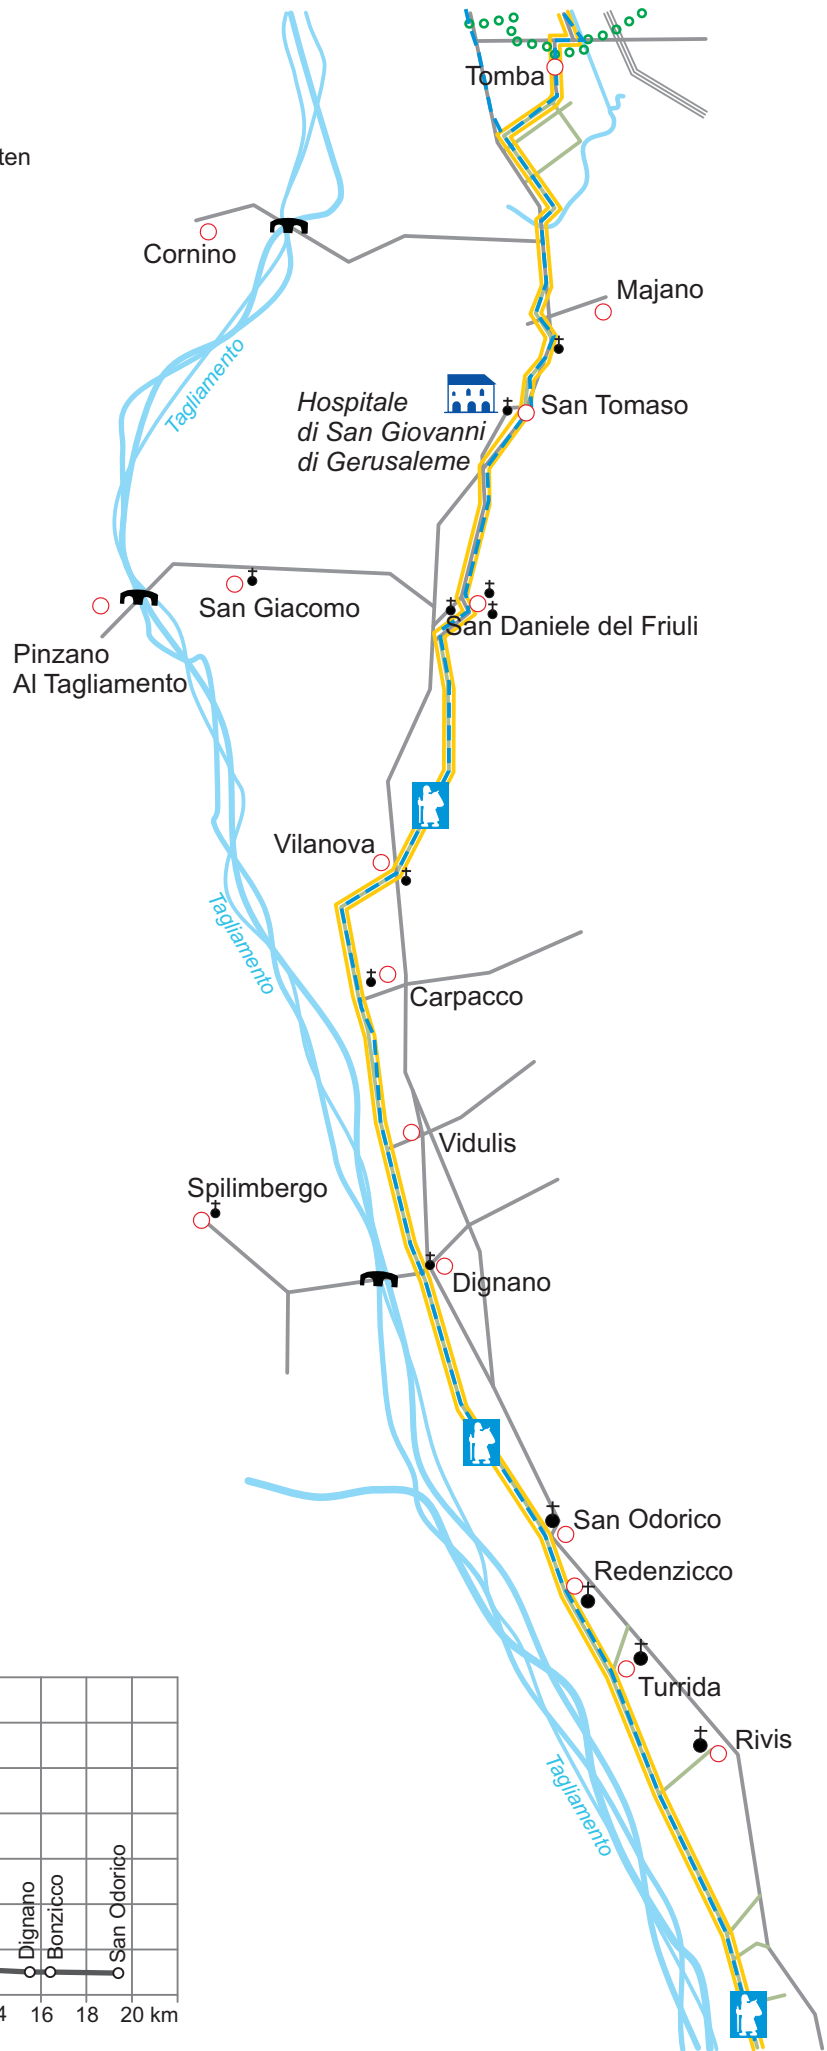 Tomba
ten
Cornino
Majano
Tagliamento
Hospitale
di San Giovanni
di Gerusaleme
San Tomaso
San Giacomo
San Daniele del Friuli
Pinzano
Al Tagliamento
Vilanova
Tagliamento
Carpacco
Vidulis
Spilimbergo
Dignano
San Odorico
Redenzicco
Turrida
Rivis
Tagliamento
Dignano
Bonzicco
San Odorico
4 16 18 20 km